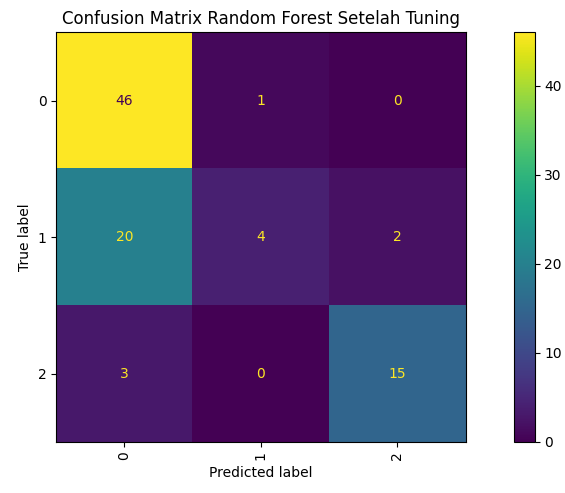 Confusion Matrix Random Forest Setelah Tuning
True label
0 46 1 0
1 20 4 2
2 3 0 15
0 1 2
Predicted label
40
30
20
10
0